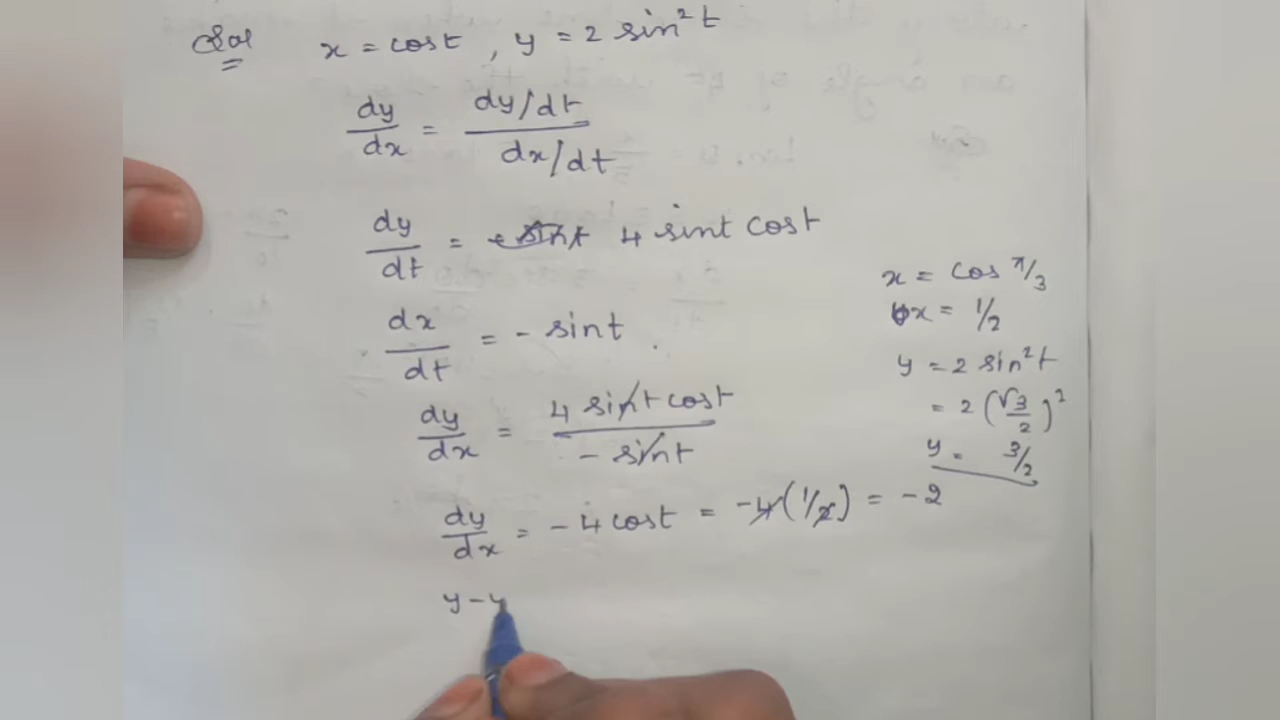 Sol x = cost, y = 2 sin²t
dy/dx = (dy/dt)/(dx/dt)
dy/dt = 4 sint cost
dx/dt = - sint.
dy/dx = 4 sint cost / - sint
dy/dx = - 4 cost = -4(1/2) = -2
y - y
x = cos π/3
x = 1/2
y = 2 sin²t
= 2 (√3/2)²
y = 3/2